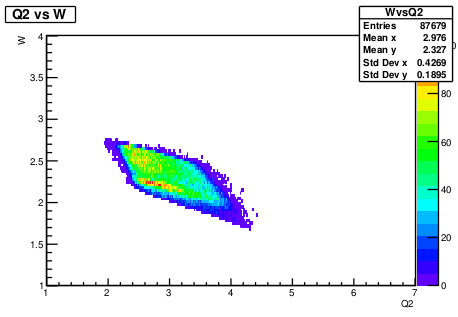 Q2 vs W
WvsQ2
Entries 87679
Mean x 2.976
Mean y 2.327
Std Dev x 0.4269
Std Dev y 0.1895
W
4
3.5
3
2.5
2
1.5
1
1 2 3 4 5 6 7
Q2
80
60
40
20
0